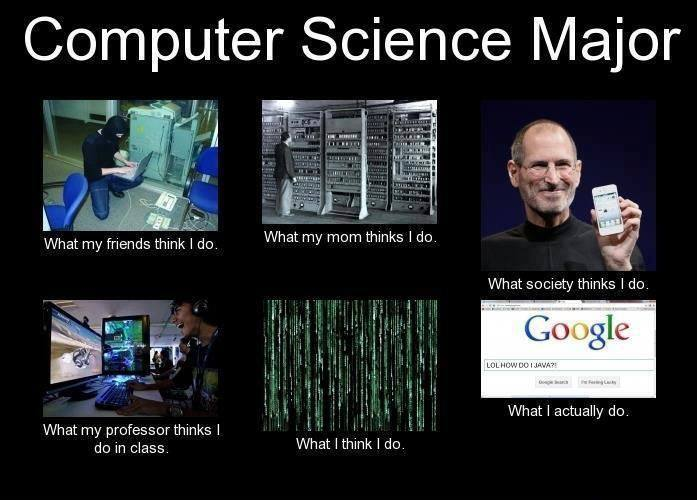 Computer Science Major
What my friends think I do.
What my mom thinks I do.
What society thinks I do.
What my professor thinks I
do in class.
What I think I do.
Google
LOL HOW DO I JAVA?!
Google Search I'm Feeling Lucky
What I actually do.